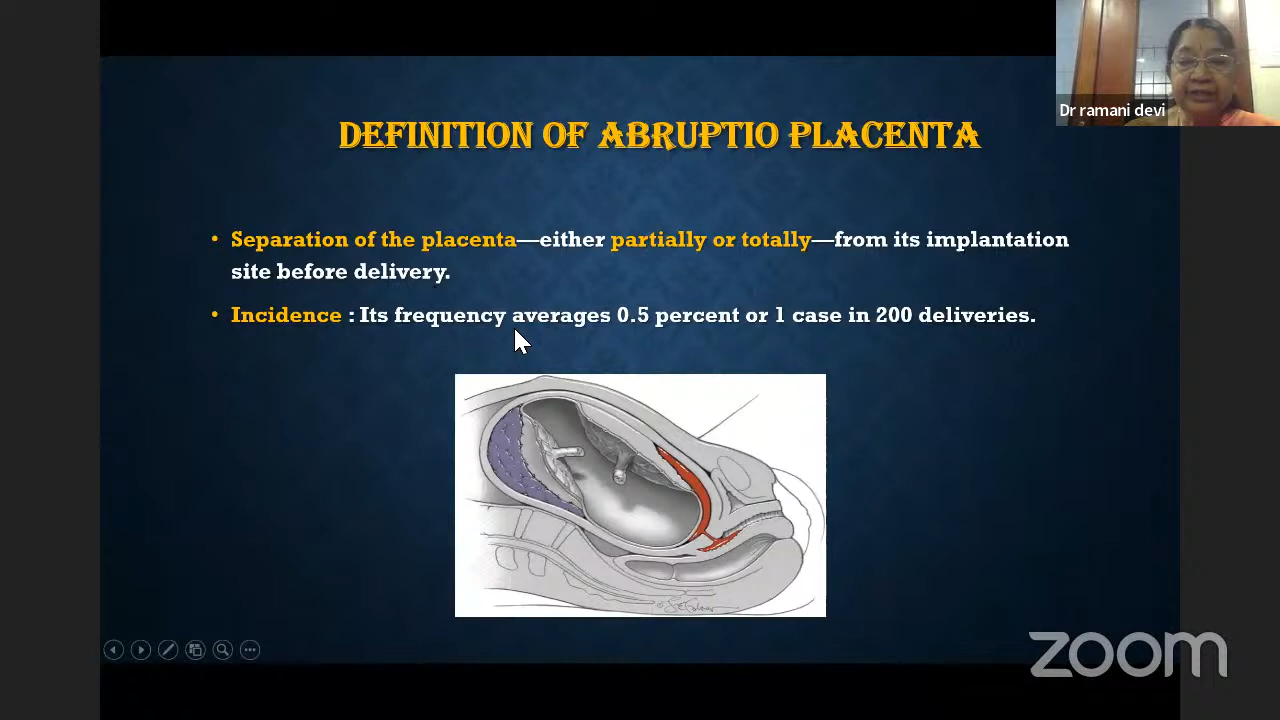 Dr ramani devi
DEFINITION OF ABRUPTIO PLACENTA
• Separation of the placenta—either partially or totally—from its implantation
site before delivery.
• Incidence : Its frequency averages 0.5 percent or 1 case in 200 deliveries.
zoom